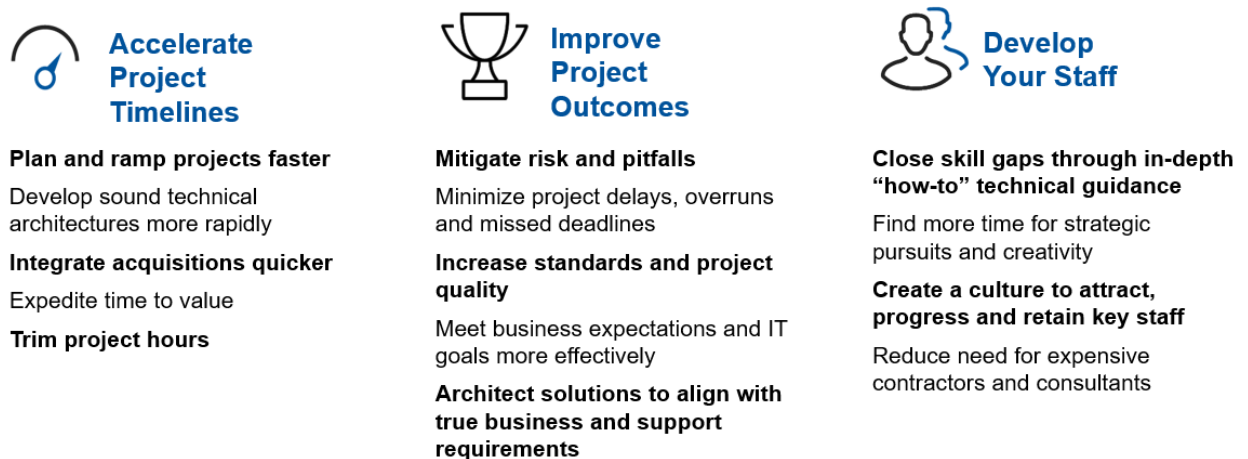 Accelerate
Project
Timelines
Plan and ramp projects faster
Develop sound technical
architectures more rapidly
Integrate acquisitions quicker
Expedite time to value
Trim project hours
Improve
Project
Outcomes
Mitigate risk and pitfalls
Minimize project delays, overruns
and missed deadlines
Increase standards and project
quality
Meet business expectations and IT
goals more effectively
Architect solutions to align with
true business and support
requirements
Develop
Your Staff
Close skill gaps through in-depth
“how-to” technical guidance
Find more time for strategic
pursuits and creativity
Create a culture to attract,
progress and retain key staff
Reduce need for expensive
contractors and consultants